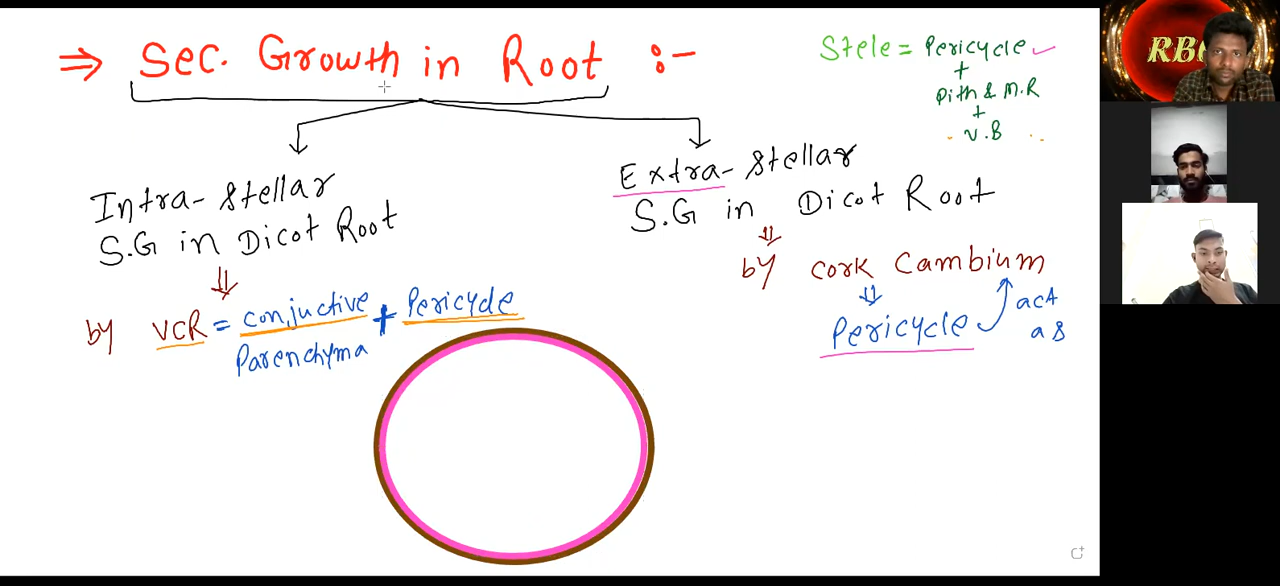 ⇒ Sec. Growth in Root :-
Stele = Pericycle ✓
+
Pith & M.R
+
V.B
Intra-Stellar
S.G in Dicot Root
⇓
by VCR = conjuctive + Pericycle
Parenchyma
Extra-Stellar
S.G in Dicot Root
⇓
by cork Cambium
⇓
Pericycle act
as